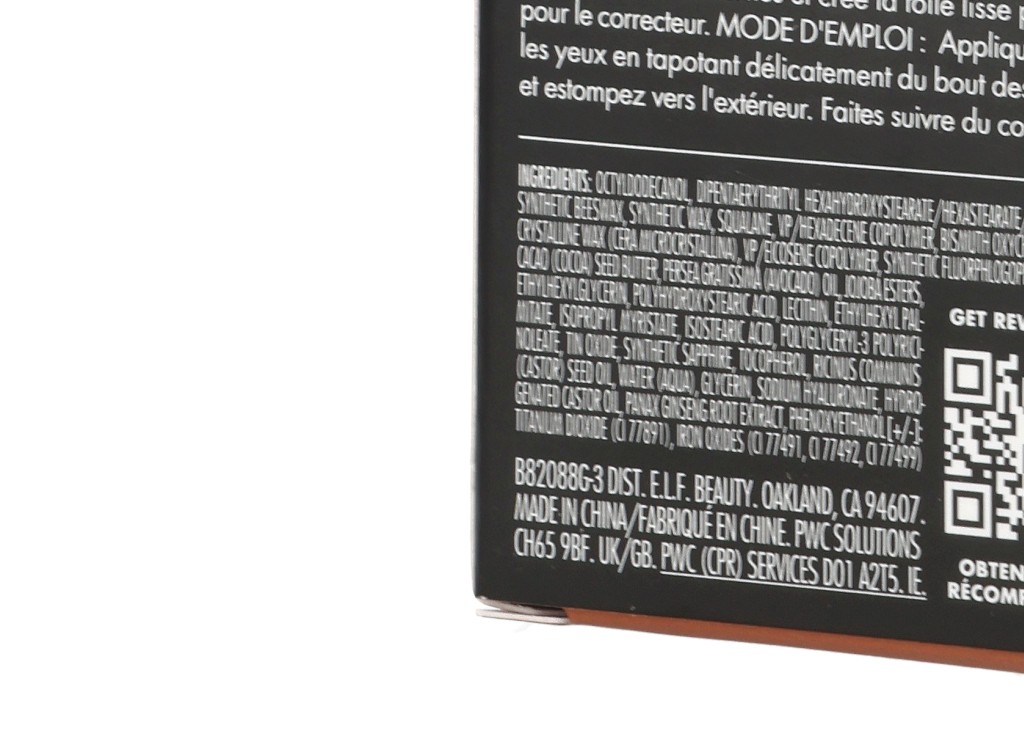 et crée la toile lisse
pour le correcteur. MODE D'EMPLOI : Appliqu
les yeux en tapotant délicatement du bout des
et estompez vers l'extérieur. Faites suivre du co
INGREDIENTS: OCTYLDODECANOL, DIPENTAERYTHRITYL HEXAHYDROXYSTEARATE/HEXASTEARATE/
SYNTHETIC BEESWAX, SYNTHETIC WAX, SQUALANE, VP/HEXADECENE COPOLYMER, BISMUTH OXYC
CRYSTALLINE WAX (CERA MICROCRISTALLINA), VP/EICOSENE COPOLYMER, SYNTHETIC FLUORPHLOGOP
CACAO (COCOA) SEED BUTTER, PERSEA GRATISSIMA (AVOCADO) OIL, JOJOBA ESTERS,
ETHYLHEXYLGLYCERIN, POLYHYDROXYSTEARIC ACID, LECITHIN, ETHYLHEXYL PAL-
MITATE, ISOPROPYL MYRISTATE, ISOSTEARIC ACID, POLYGLYCERYL-3 POLYRICI-
NOLEATE, TIN OXIDE, SYNTHETIC SAPPHIRE, TOCOPHEROL, RICINUS COMMUNIS
(CASTOR) SEED OIL, WATER (AQUA), GLYCERIN, SODIUM HYALURONATE, HYDRO-
GENATED CASTOR OIL, PANAX GINSENG ROOT EXTRACT, PHENOXYETHANOL [+/-]:
TITANIUM DIOXIDE (CI 77891), IRON OXIDES (CI 77491, CI 77492, CI 77499)
B82088G-3 DIST. E.L.F. BEAUTY. OAKLAND, CA 94607.
MADE IN CHINA/FABRIQUÉ EN CHINE. PWC SOLUTIONS
CH65 9BF. UK/GB. PWC (CPR) SERVICES D01 A2T5. IE.
GET REW
OBTEN
RÉCOMP